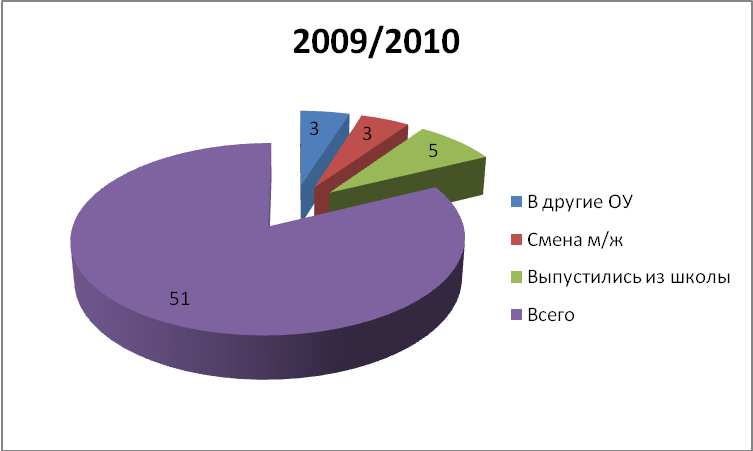 2009/2010
3
3
5
51
В другие ОУ
Смена м/ж
Выпустились из школы
Всего